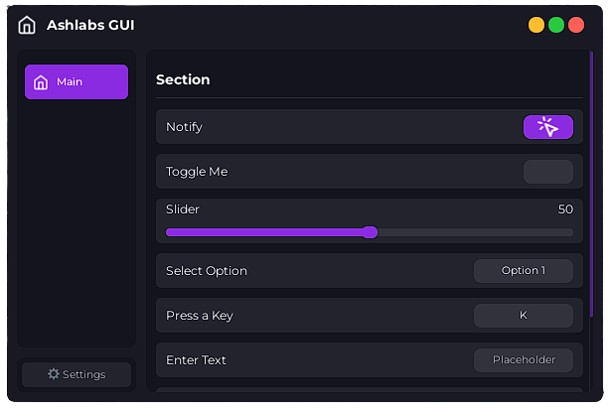 Ashlabs GUI
Main
Section
Notify
Toggle Me
Slider 50
Select Option Option 1
Press a Key K
Enter Text Placeholder
Settings